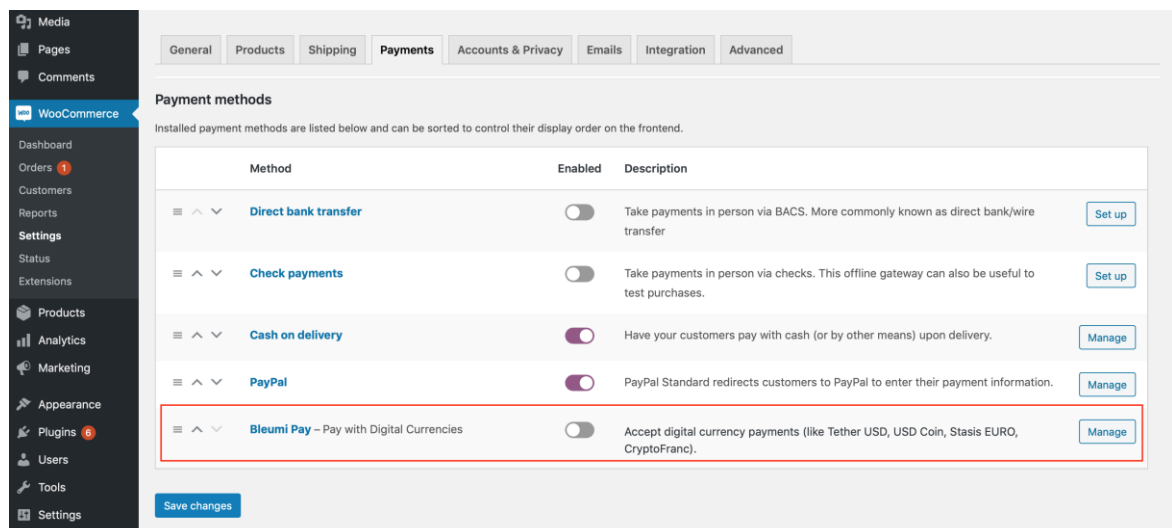 Media
Pages
Comments
WooCommerce
Dashboard
Orders 1
Customers
Reports
Settings
Status
Extensions
Products
Analytics
Marketing
Appearance
Plugins 6
Users
Tools
Settings
General Products Shipping Payments Accounts & Privacy Emails Integration Advanced
Payment methods
Installed payment methods are listed below and can be sorted to control their display order on the frontend.
Method Enabled Description
Direct bank transfer Take payments in person via BACS. More commonly known as direct bank/wire
transfer
Set up
Check payments Take payments in person via checks. This offline gateway can also be useful to
test purchases.
Set up
Cash on delivery Have your customers pay with cash (or by other means) upon delivery. Manage
PayPal PayPal Standard redirects customers to PayPal to enter their payment information. Manage
Bleumi Pay – Pay with Digital Currencies Accept digital currency payments (like Tether USD, USD Coin, Stasis EURO,
CryptoFranc).
Manage
Save changes